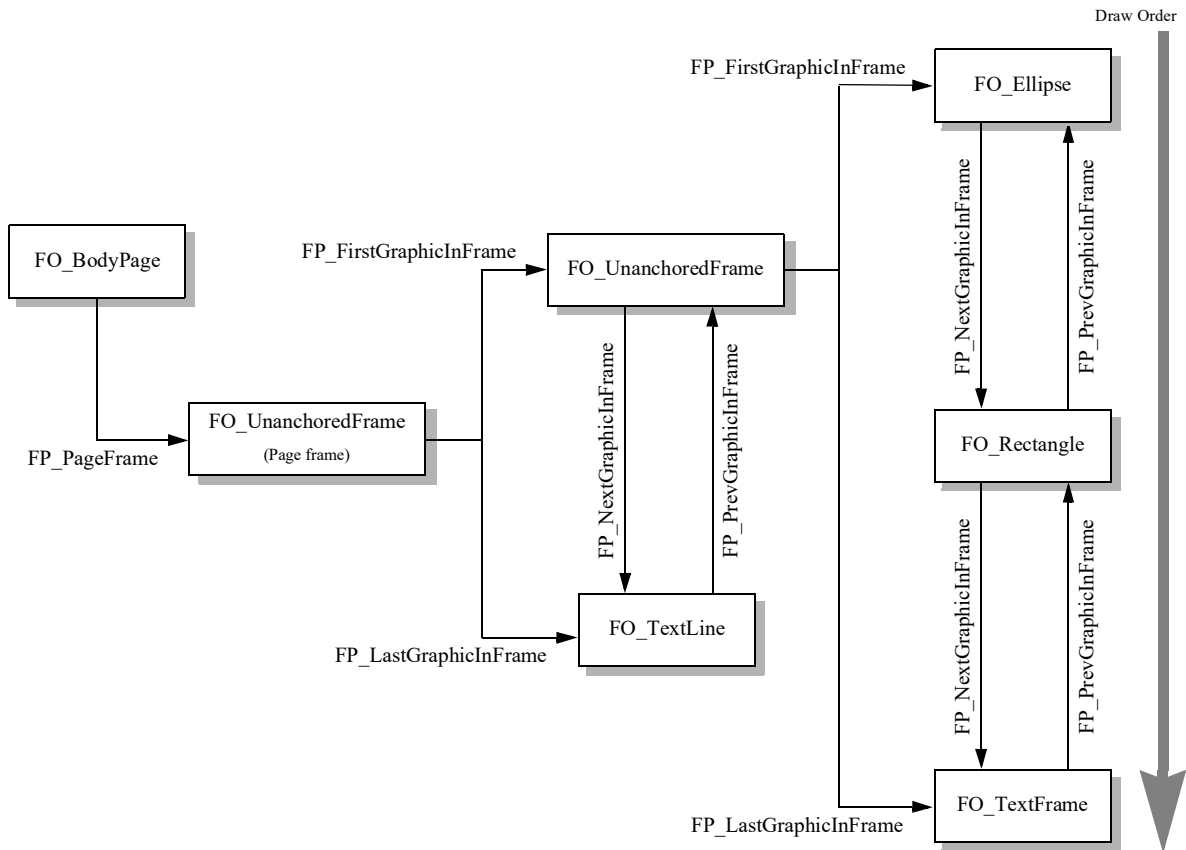 Draw Order
FP_FirstGraphicInFrame
FO_Ellipse
FP_NextGraphicInFrame
FP_PrevGraphicInFrame
FO_BodyPage
FP_FirstGraphicInFrame
FO_UnanchoredFrame
FP_PageFrame
FO_UnanchoredFrame
(Page frame)
FP_NextGraphicInFrame
FP_PrevGraphicInFrame
FO_Rectangle
FP_LastGraphicInFrame
FO_TextLine
FP_NextGraphicInFrame
FP_PrevGraphicInFrame
FP_LastGraphicInFrame
FO_TextFrame